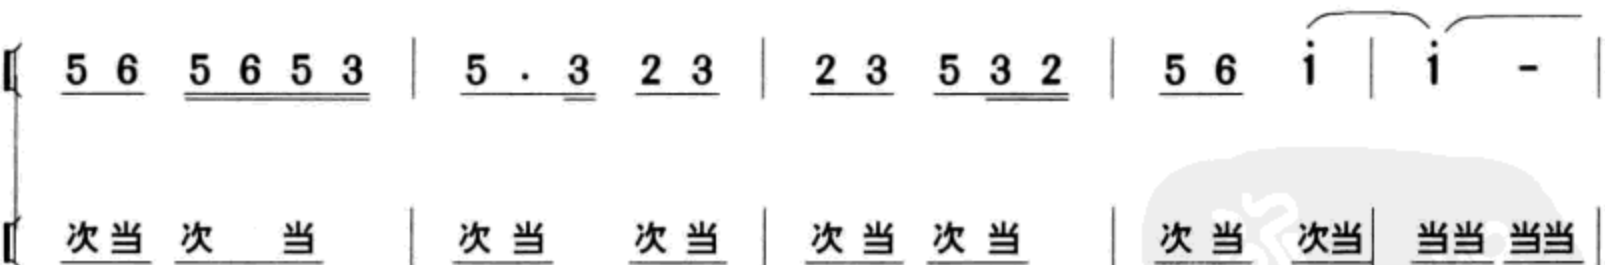 5 6 5 6 5 3 | 5 . 3 2 3 | 2 3 5 3 2 | 5 6 i | i - |
次当 次 当 | 次当 次当 | 次当 次当 | 次当 次当 | 当当 当当 |